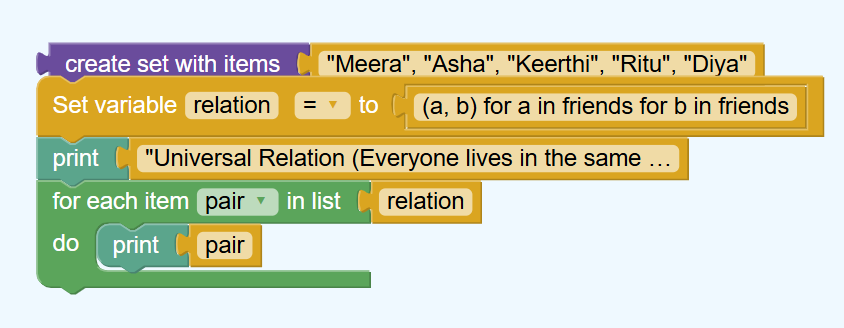 create set with items "Meera", "Asha", "Keerthi", "Ritu", "Diya"
Set variable relation = to (a, b) for a in friends for b in friends
print "Universal Relation (Everyone lives in the same ...
for each item pair in list relation
do print pair